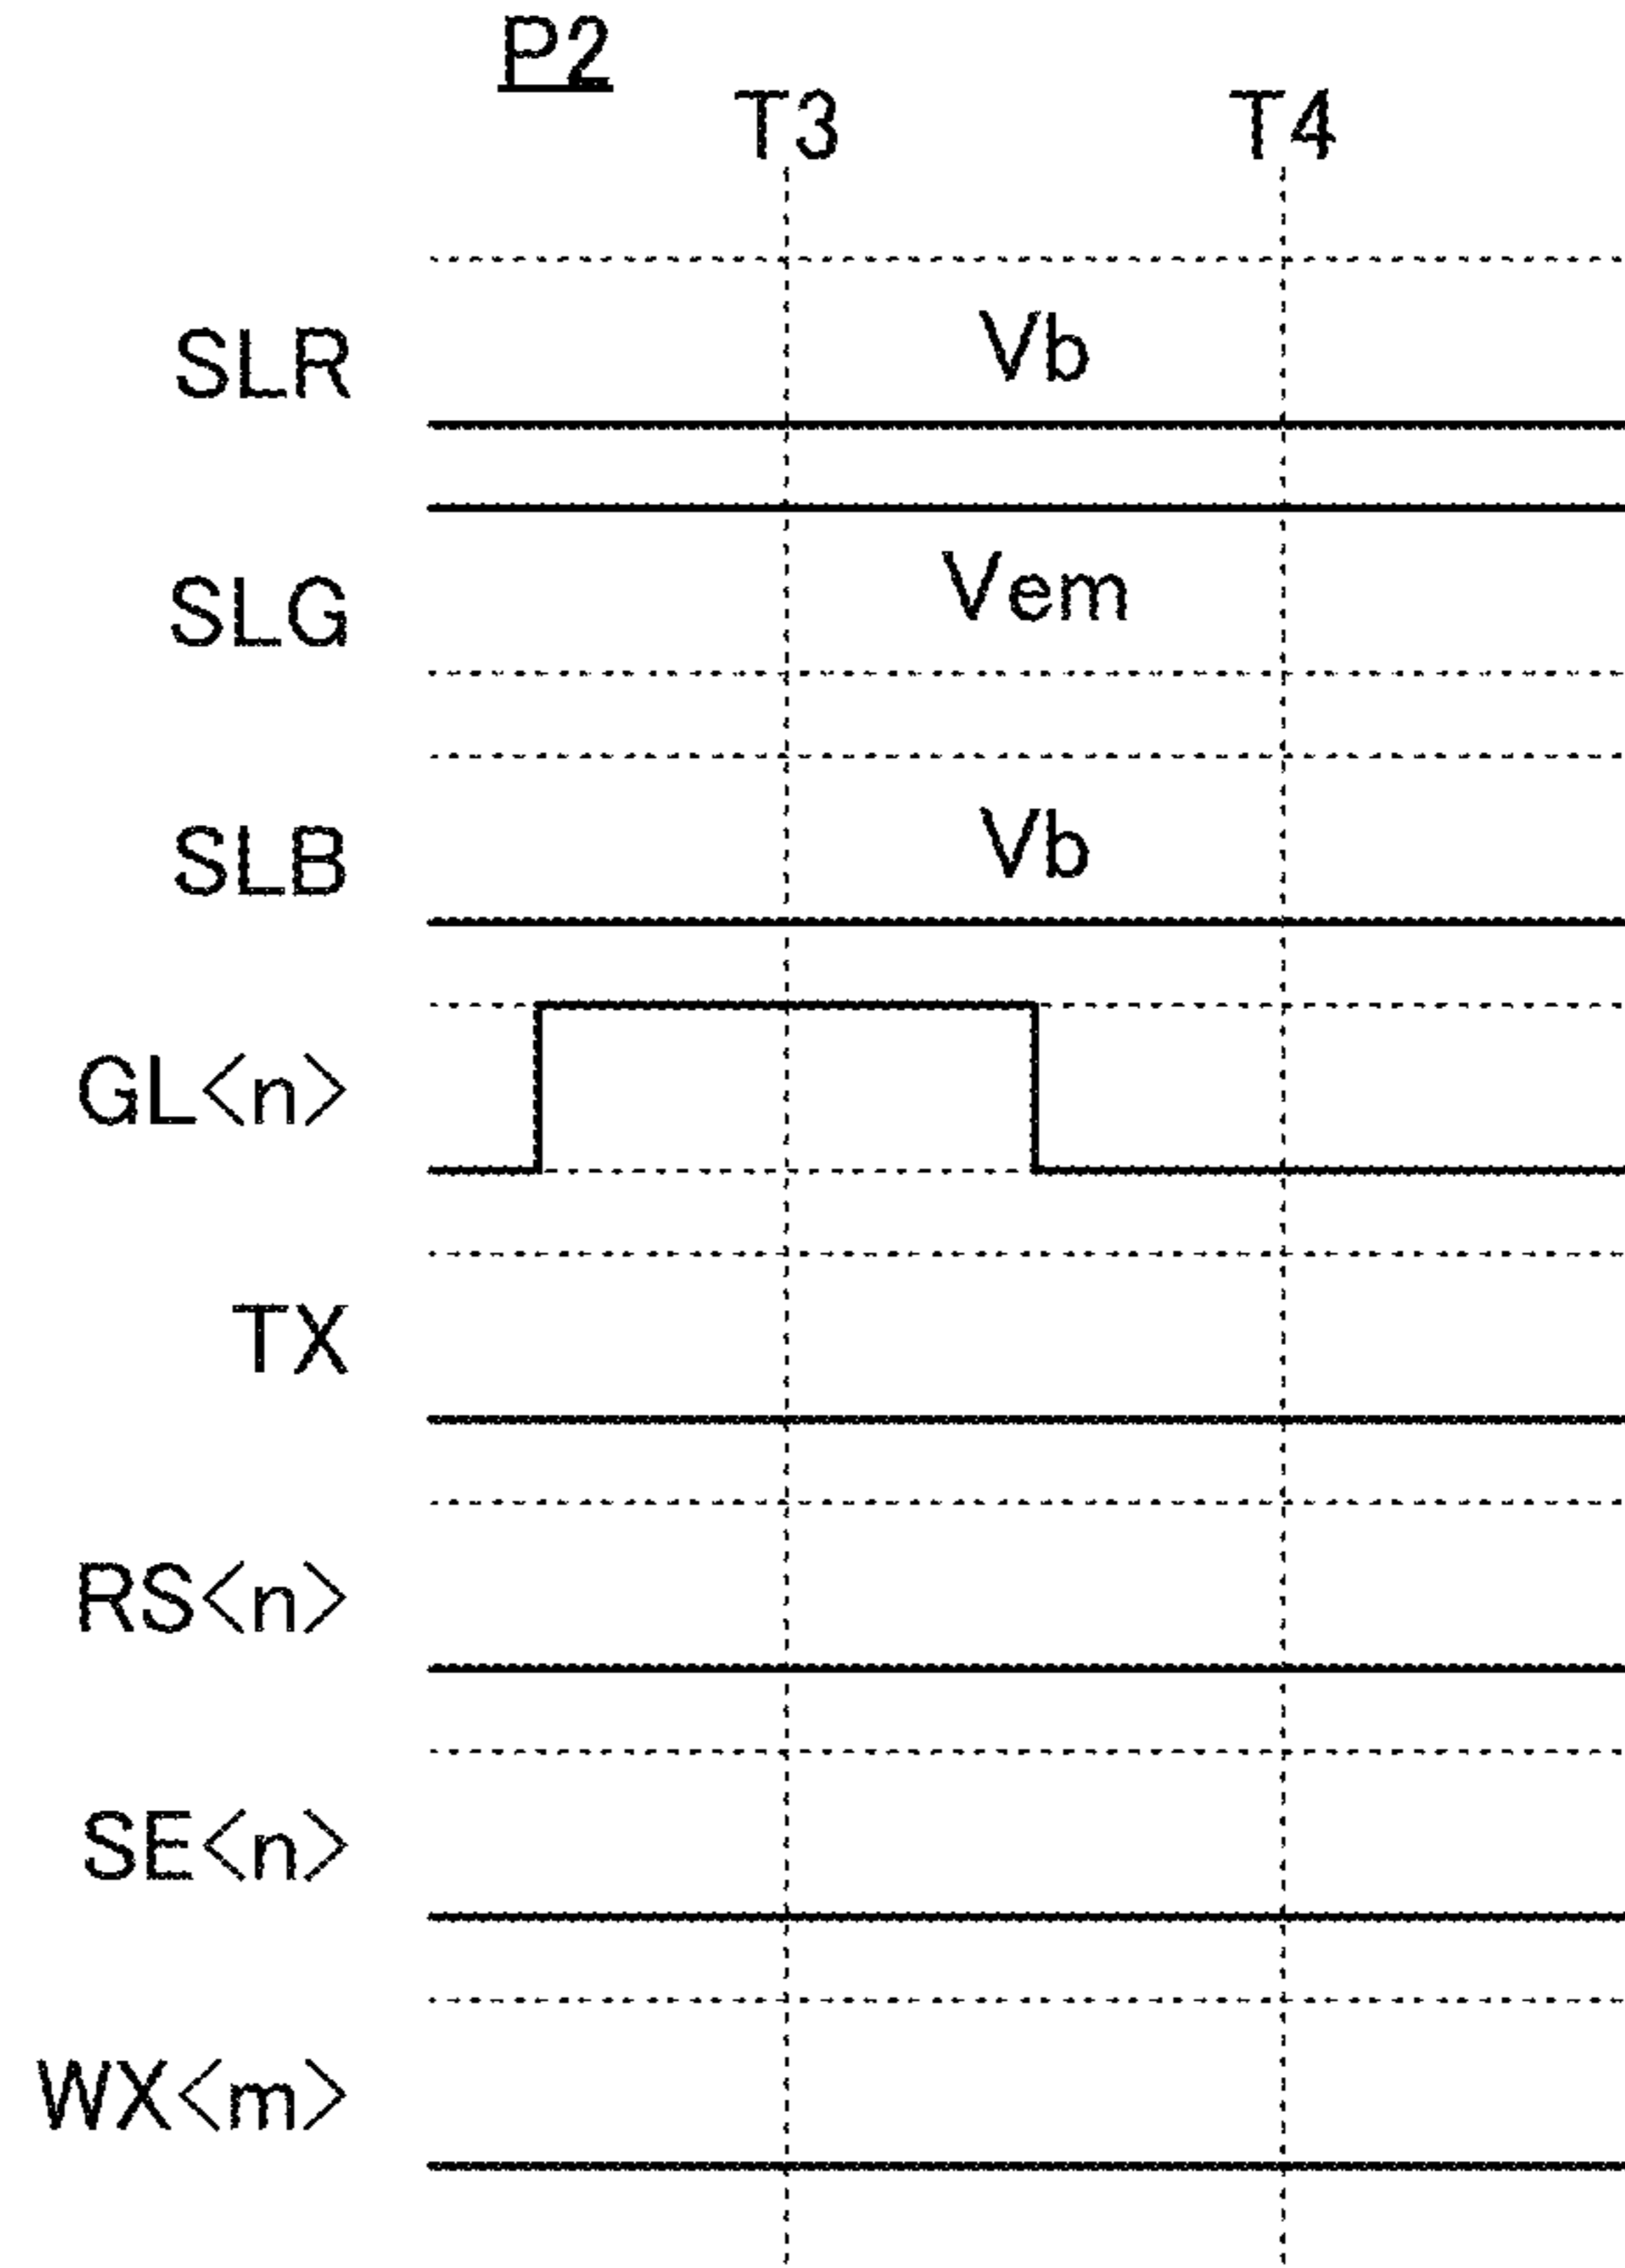 P2
T3 T4
SLR Vb
SLG Vem
SLB Vb
GL<n>
TX
RS<n>
SE<n>
WX<m>